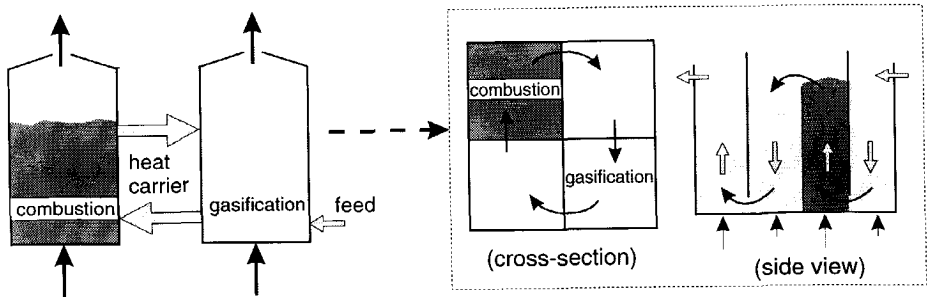 combustion
heat
carrier
gasification
feed
combustion
gasification
(cross-section)
(side view)